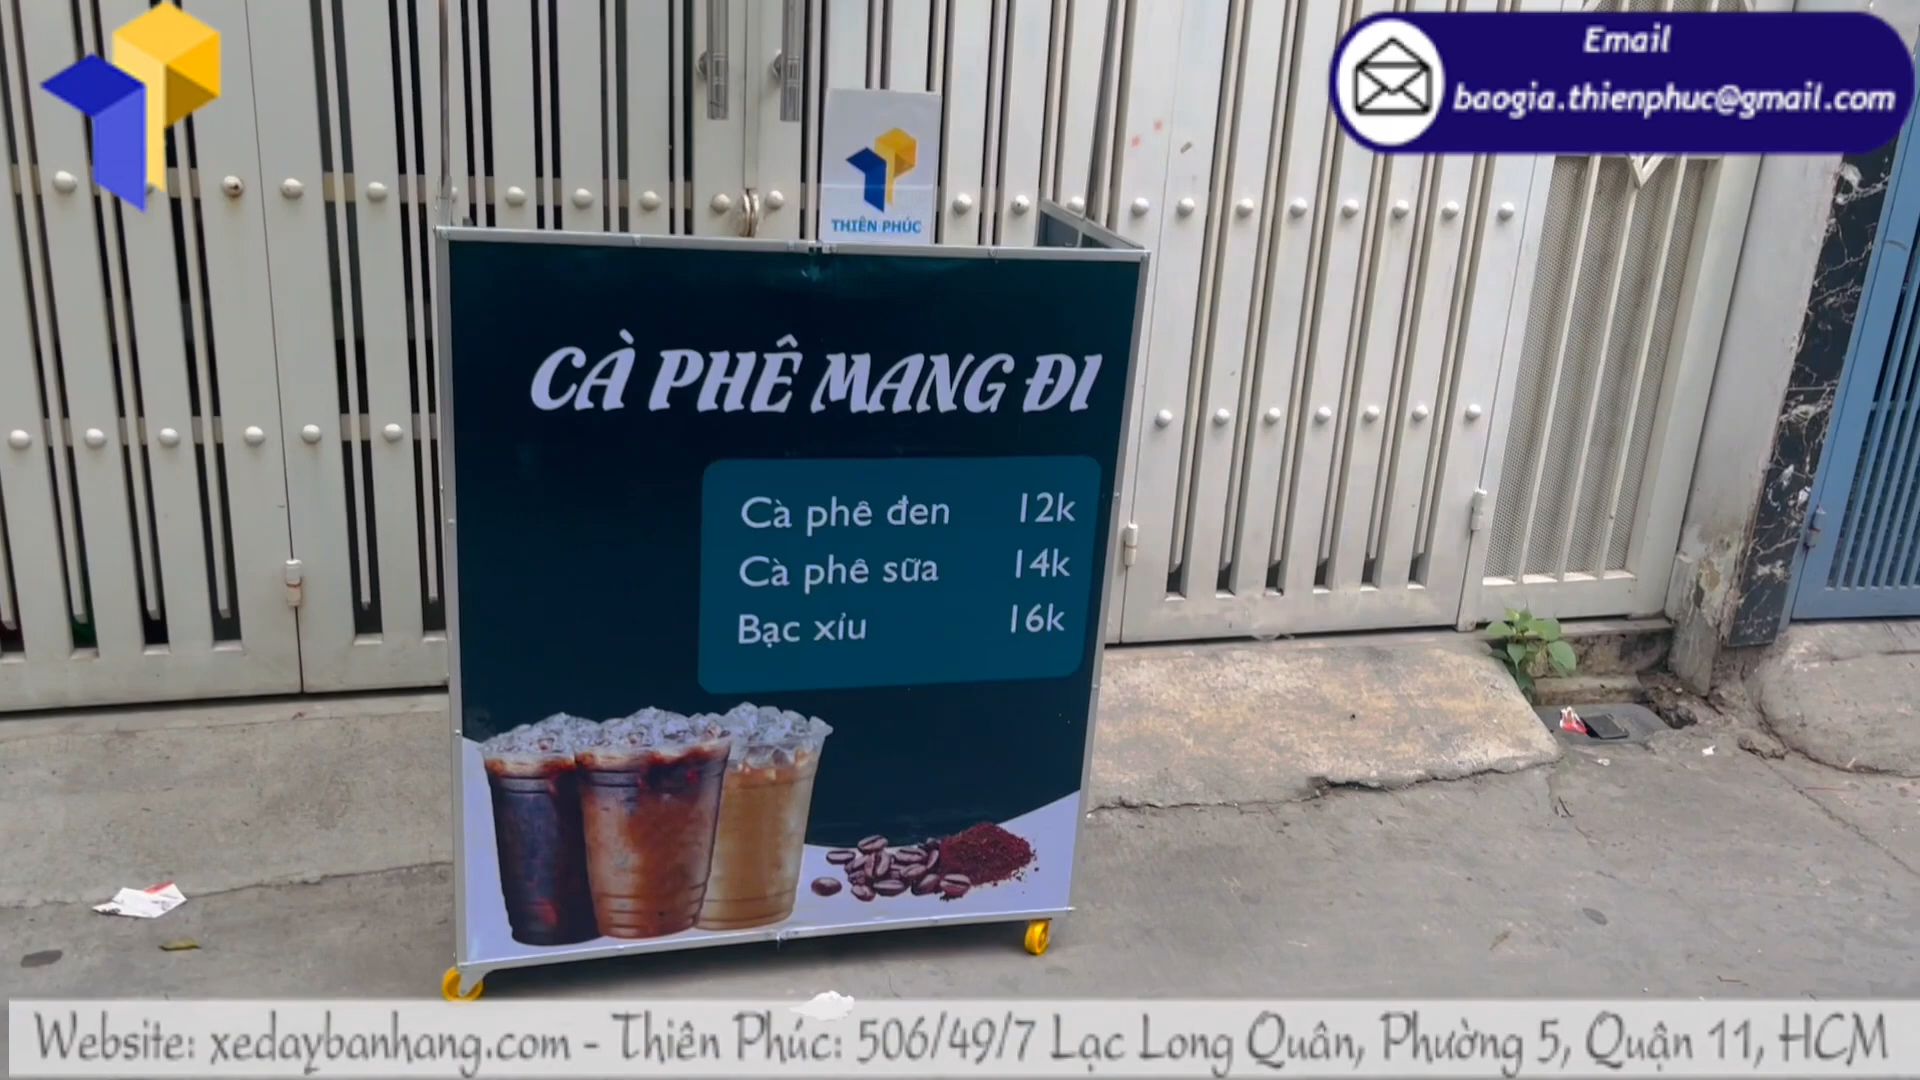 Email
baogia.thienphuc@gmail.com
THIÊN PHÚC
CÀ PHÊ MANG ĐI
Cà phê đen 12k
Cà phê sữa 14k
Bạc xíu 16k
Website: xedaybanhang.com - Thiên Phúc: 506/49/7 Lạc Long Quân, Phường 5, Quận 11, HCM